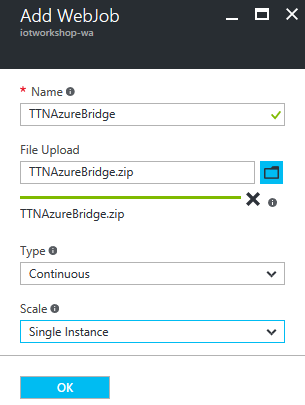 Add WebJob
iotworkshop-wa
* Name
TTNAzureBridge
File Upload
TTNAzureBridge.zip
TTNAzureBridge.zip
Type
Continuous
Scale
Single Instance
OK